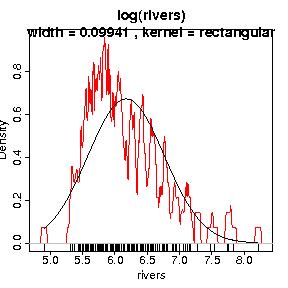 log(rivers)
width = 0.09941 , kernel = rectangular
Density
0.0 0.2 0.4 0.6 0.8
5.0 5.5 6.0 6.5 7.0 7.5 8.0
rivers